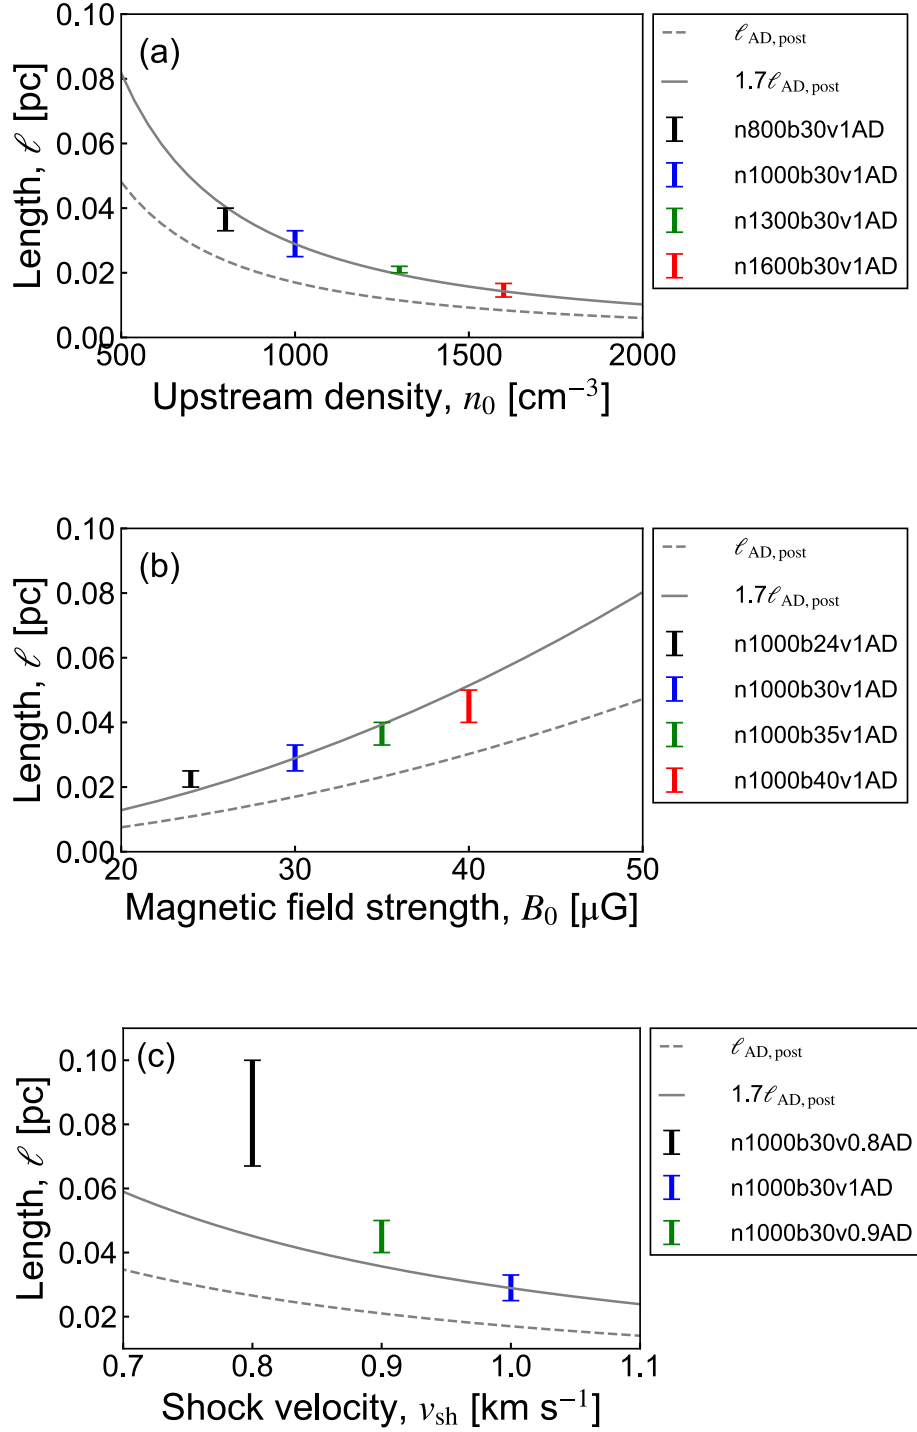 (a)
0.10
0.08
0.06
0.04
0.02
0.00
Length, ℓ [pc]
500 1000 1500 2000
Upstream density, n₀ [cm⁻³]
ℓAD, post
1.7ℓAD, post
n800b30v1AD
n1000b30v1AD
n1300b30v1AD
n1600b30v1AD
(b)
0.10
0.08
0.06
0.04
0.02
0.00
Length, ℓ [pc]
20 30 40 50
Magnetic field strength, B₀ [μG]
ℓAD, post
1.7ℓAD, post
n1000b24v1AD
n1000b30v1AD
n1000b35v1AD
n1000b40v1AD
(c)
0.10
0.08
0.06
0.04
0.02
Length, ℓ [pc]
0.7 0.8 0.9 1.0 1.1
Shock velocity, vsh [km s⁻¹]
ℓAD, post
1.7ℓAD, post
n1000b30v0.8AD
n1000b30v1AD
n1000b30v0.9AD